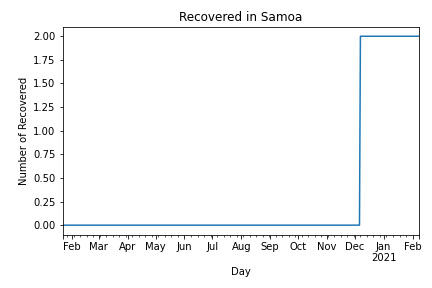 Recovered in Samoa
Number of Recovered
2.00
1.75
1.50
1.25
1.00
0.75
0.50
0.25
0.00
Feb Mar Apr May Jun Jul Aug Sep Oct Nov Dec Jan Feb
2021
Day